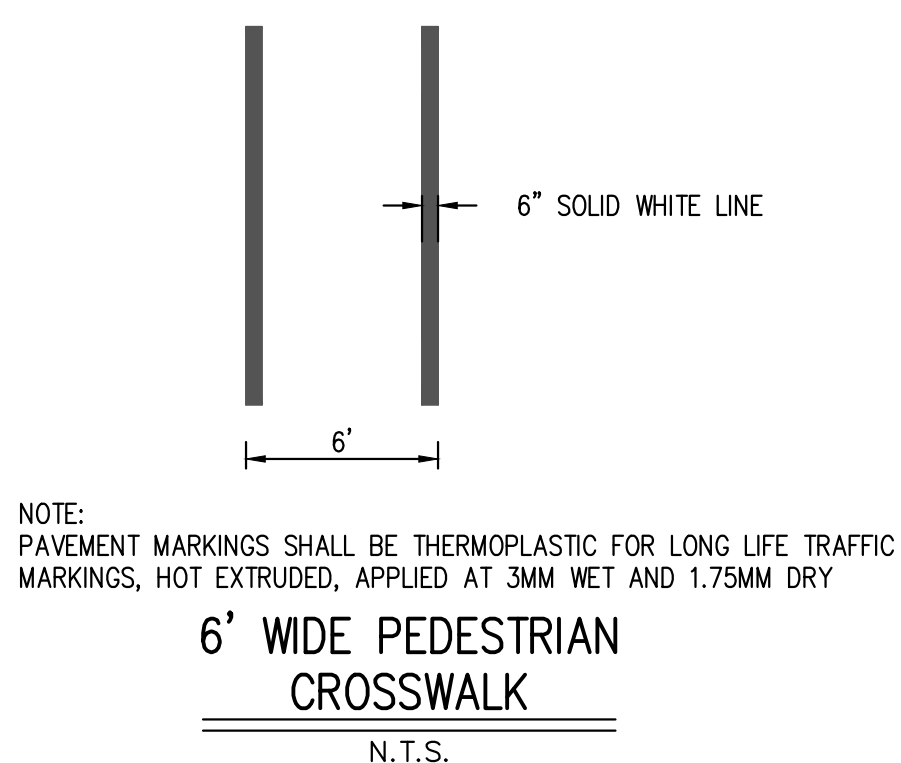 6” SOLID WHITE LINE
6’
NOTE:
PAVEMENT MARKINGS SHALL BE THERMOPLASTIC FOR LONG LIFE TRAFFIC
MARKINGS, HOT EXTRUDED, APPLIED AT 3MM WET AND 1.75MM DRY
6’ WIDE PEDESTRIAN
CROSSWALK
N.T.S.